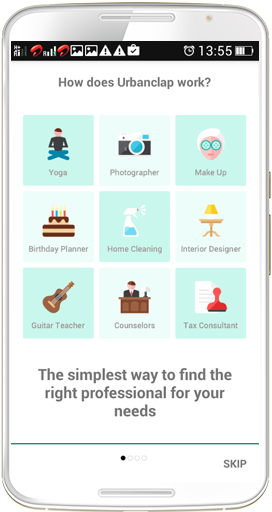 13:55
How does Urbanclap work?
Yoga Photographer Make Up
Birthday Planner Home Cleaning Interior Designer
Guitar Teacher Counselors Tax Consultant
The simplest way to find the
right professional for your
needs
SKIP